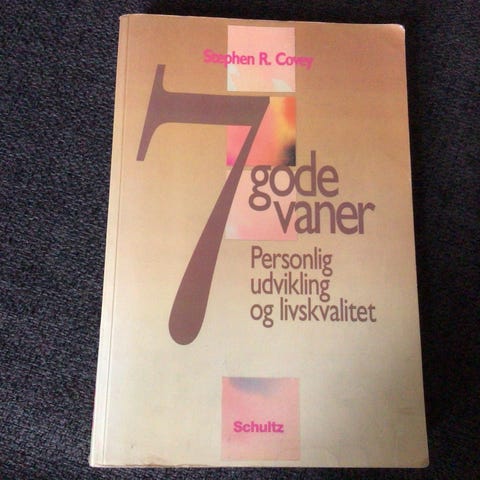 Stephen R. Covey
7 gode
vaner
Personlig
udvikling
og livskvalitet
Schultz